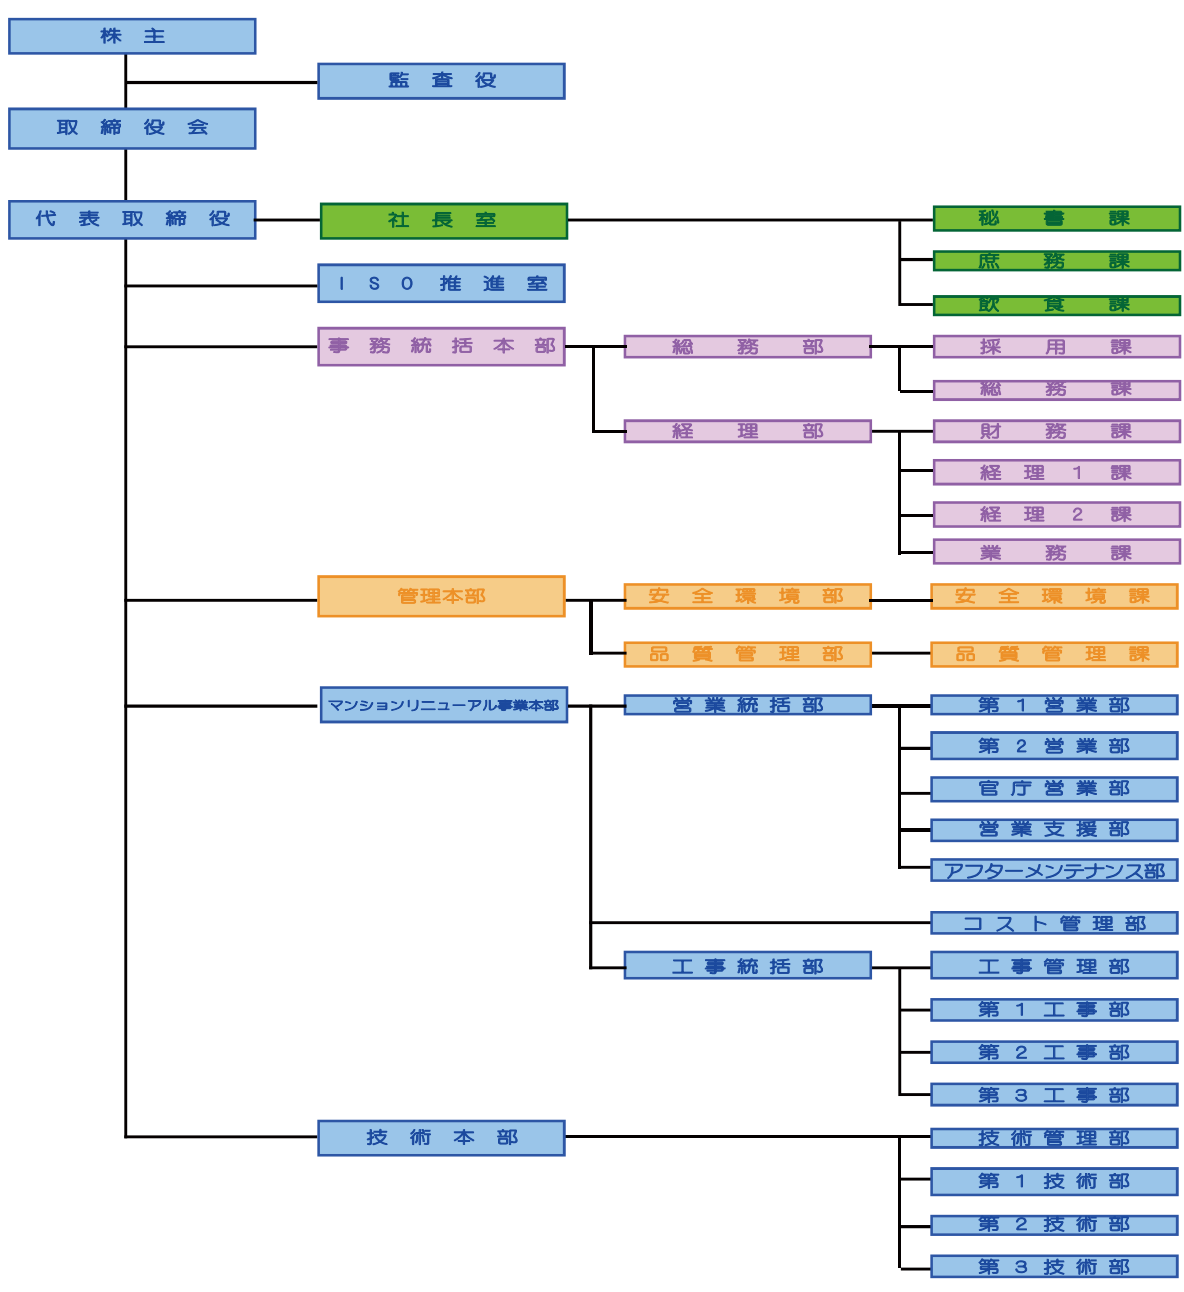 株主
監査役
取締役会
代表取締役
社長室
秘書課
庶務課
飲食課
ISO推進室
事務統括本部
総務部
採用課
総務課
経理部
財務課
経理1課
経理2課
業務課
管理本部
安全環境部
安全環境課
品質管理部
品質管理課
マンションリニューアル事業本部
営業統括部
第1営業部
第2営業部
官庁営業部
営業支援部
アフターメンテナンス部
コスト管理部
工事統括部
工事管理部
第1工事部
第2工事部
第3工事部
技術本部
技術管理部
第1技術部
第2技術部
第3技術部